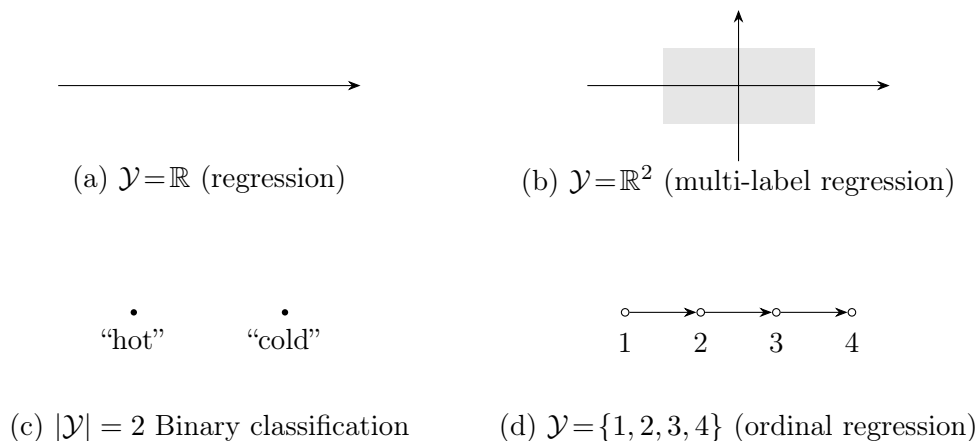 (a) 𝒴=ℝ (regression)
(b) 𝒴=ℝ² (multi-label regression)
“hot” “cold”
1 2 3 4
(c) |𝒴| = 2 Binary classification
(d) 𝒴={1, 2, 3, 4} (ordinal regression)